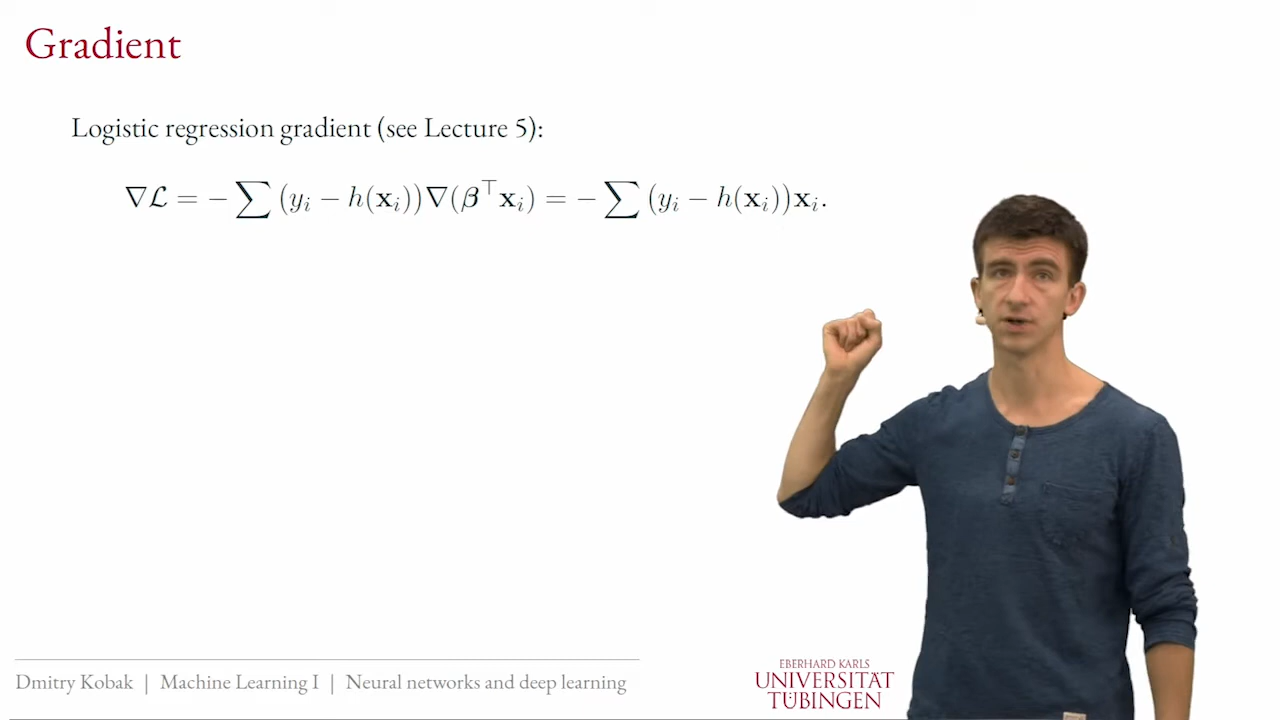 Gradient
Logistic regression gradient (see Lecture 5):
∇ℒ = −∑(yᵢ − h(𝐱ᵢ))∇(𝜷⊤𝐱ᵢ) = −∑(yᵢ − h(𝐱ᵢ))𝐱ᵢ.
Dmitry Kobak | Machine Learning I | Neural networks and deep learning
EBERHARD KARLS
UNIVERSITÄT
TÜBINGEN